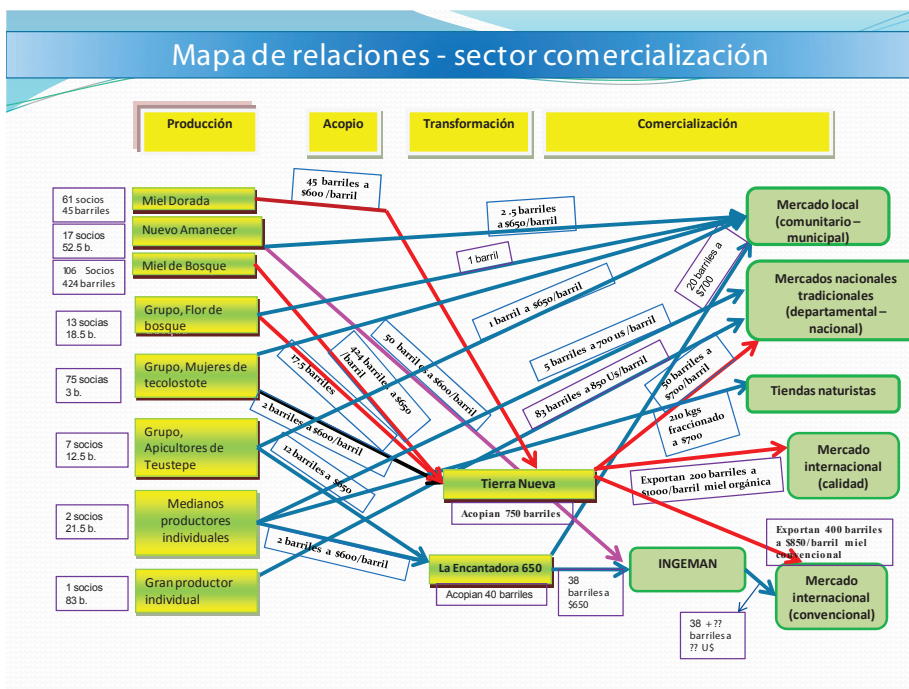 Mapa de relaciones - sector comercialización
Producción
Acopio
Transformación
Comercialización
61 socios
45 barriles
17 socios
52.5 b.
106 Socios
424 barriles
13 socias
18.5 b.
75 socias
3 b.
7 socios
12.5 b.
2 socios
21.5 b.
1 socios
83 b.
Miel Dorada
Nuevo Amanecer
Miel de Bosque
Grupo, Flor de
bosque
Grupo, Mujeres de
tecolostote
Grupo,
Apicultores de
Teustepe
Medianos
productores
individuales
Gran productor
individual
45 barriles a
$600 /barril
2 .5 barriles
a $650/barril
1 barril
1 barril a $650/barril
20 barriles a
$700
5 barriles a 700 us /barril
50 barriles a $600/barril
424 barriles a $650
/barril
17.5 barriles
83 barriles a 850 U$/barril
50 barriles a
$700/barril
210 kgs
fraccionado
a $700
2 barriles a $600/barril
12 barriles a $650
2 barriles a $600/barril
Tierra Nueva
Acopian 750 barriles
La Encantadora 650
Acopian 40 barriles
38
barriles a
$650
INGEMAN
38 +??
barriles a
?? U$
Exportan 200 barriles a
$1000/barril miel orgánica
Exportan 400 barriles
a $850/barril miel
convencional
Mercado local
(comunitario –
municipal)
Mercados nacionales
tradicionales
(departamental –
nacional)
Tiendas naturistas
Mercado
internacional
(calidad)
Mercado
internacional
(convencional)